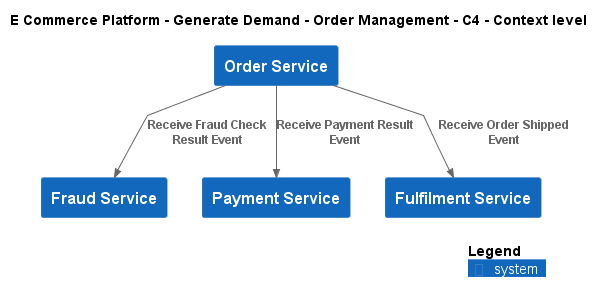 E Commerce Platform - Generate Demand - Order Management - C4 - Context level
Order Service
Receive Fraud Check
Result Event
Receive Payment Result
Event
Receive Order Shipped
Event
Fraud Service
Payment Service
Fulfilment Service
Legend
system